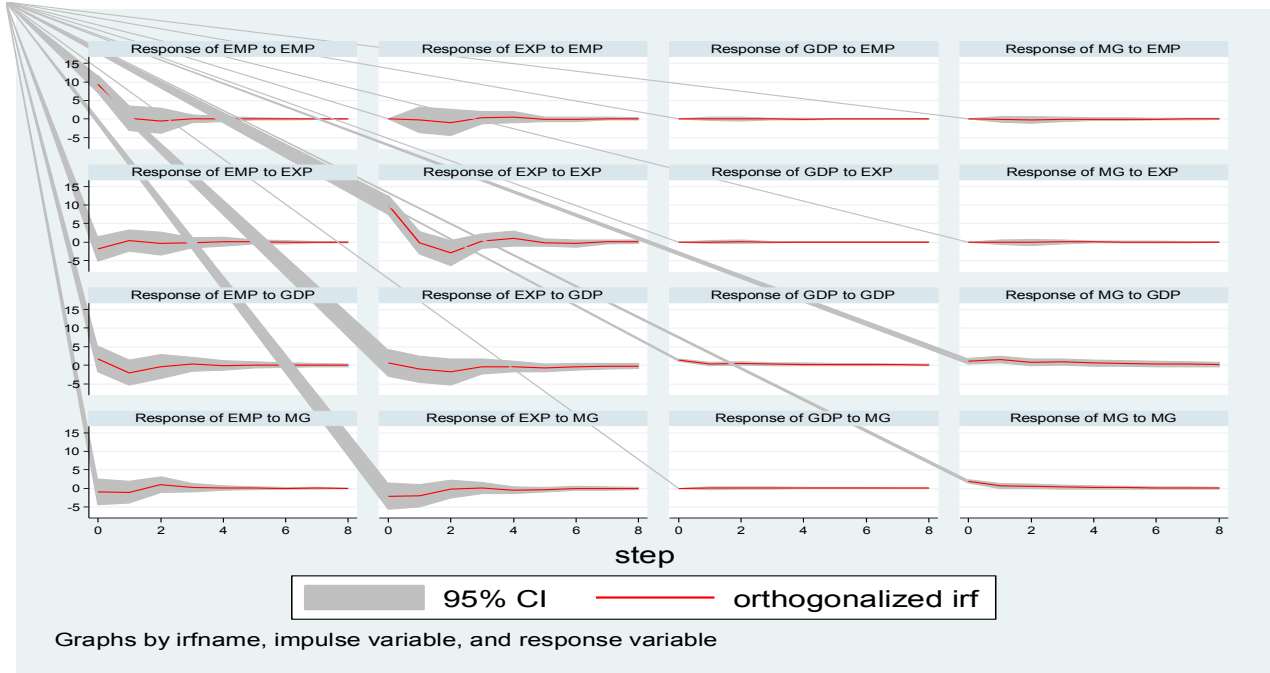 Response of EMP to EMP
Response of EXP to EMP
Response of GDP to EMP
Response of MG to EMP
15
10
5
0
-5
Response of EMP to EXP
Response of EXP to EXP
Response of GDP to EXP
Response of MG to EXP
15
10
5
0
-5
Response of EMP to GDP
Response of EXP to GDP
Response of GDP to GDP
Response of MG to GDP
15
10
5
0
-5
Response of EMP to MG
Response of EXP to MG
Response of GDP to MG
Response of MG to MG
15
10
5
0
-5
0 2 4 6 8
0 2 4 6 8
0 2 4 6 8
0 2 4 6 8
step
95% CI
orthogonalized irf
Graphs by irfname, impulse variable, and response variable